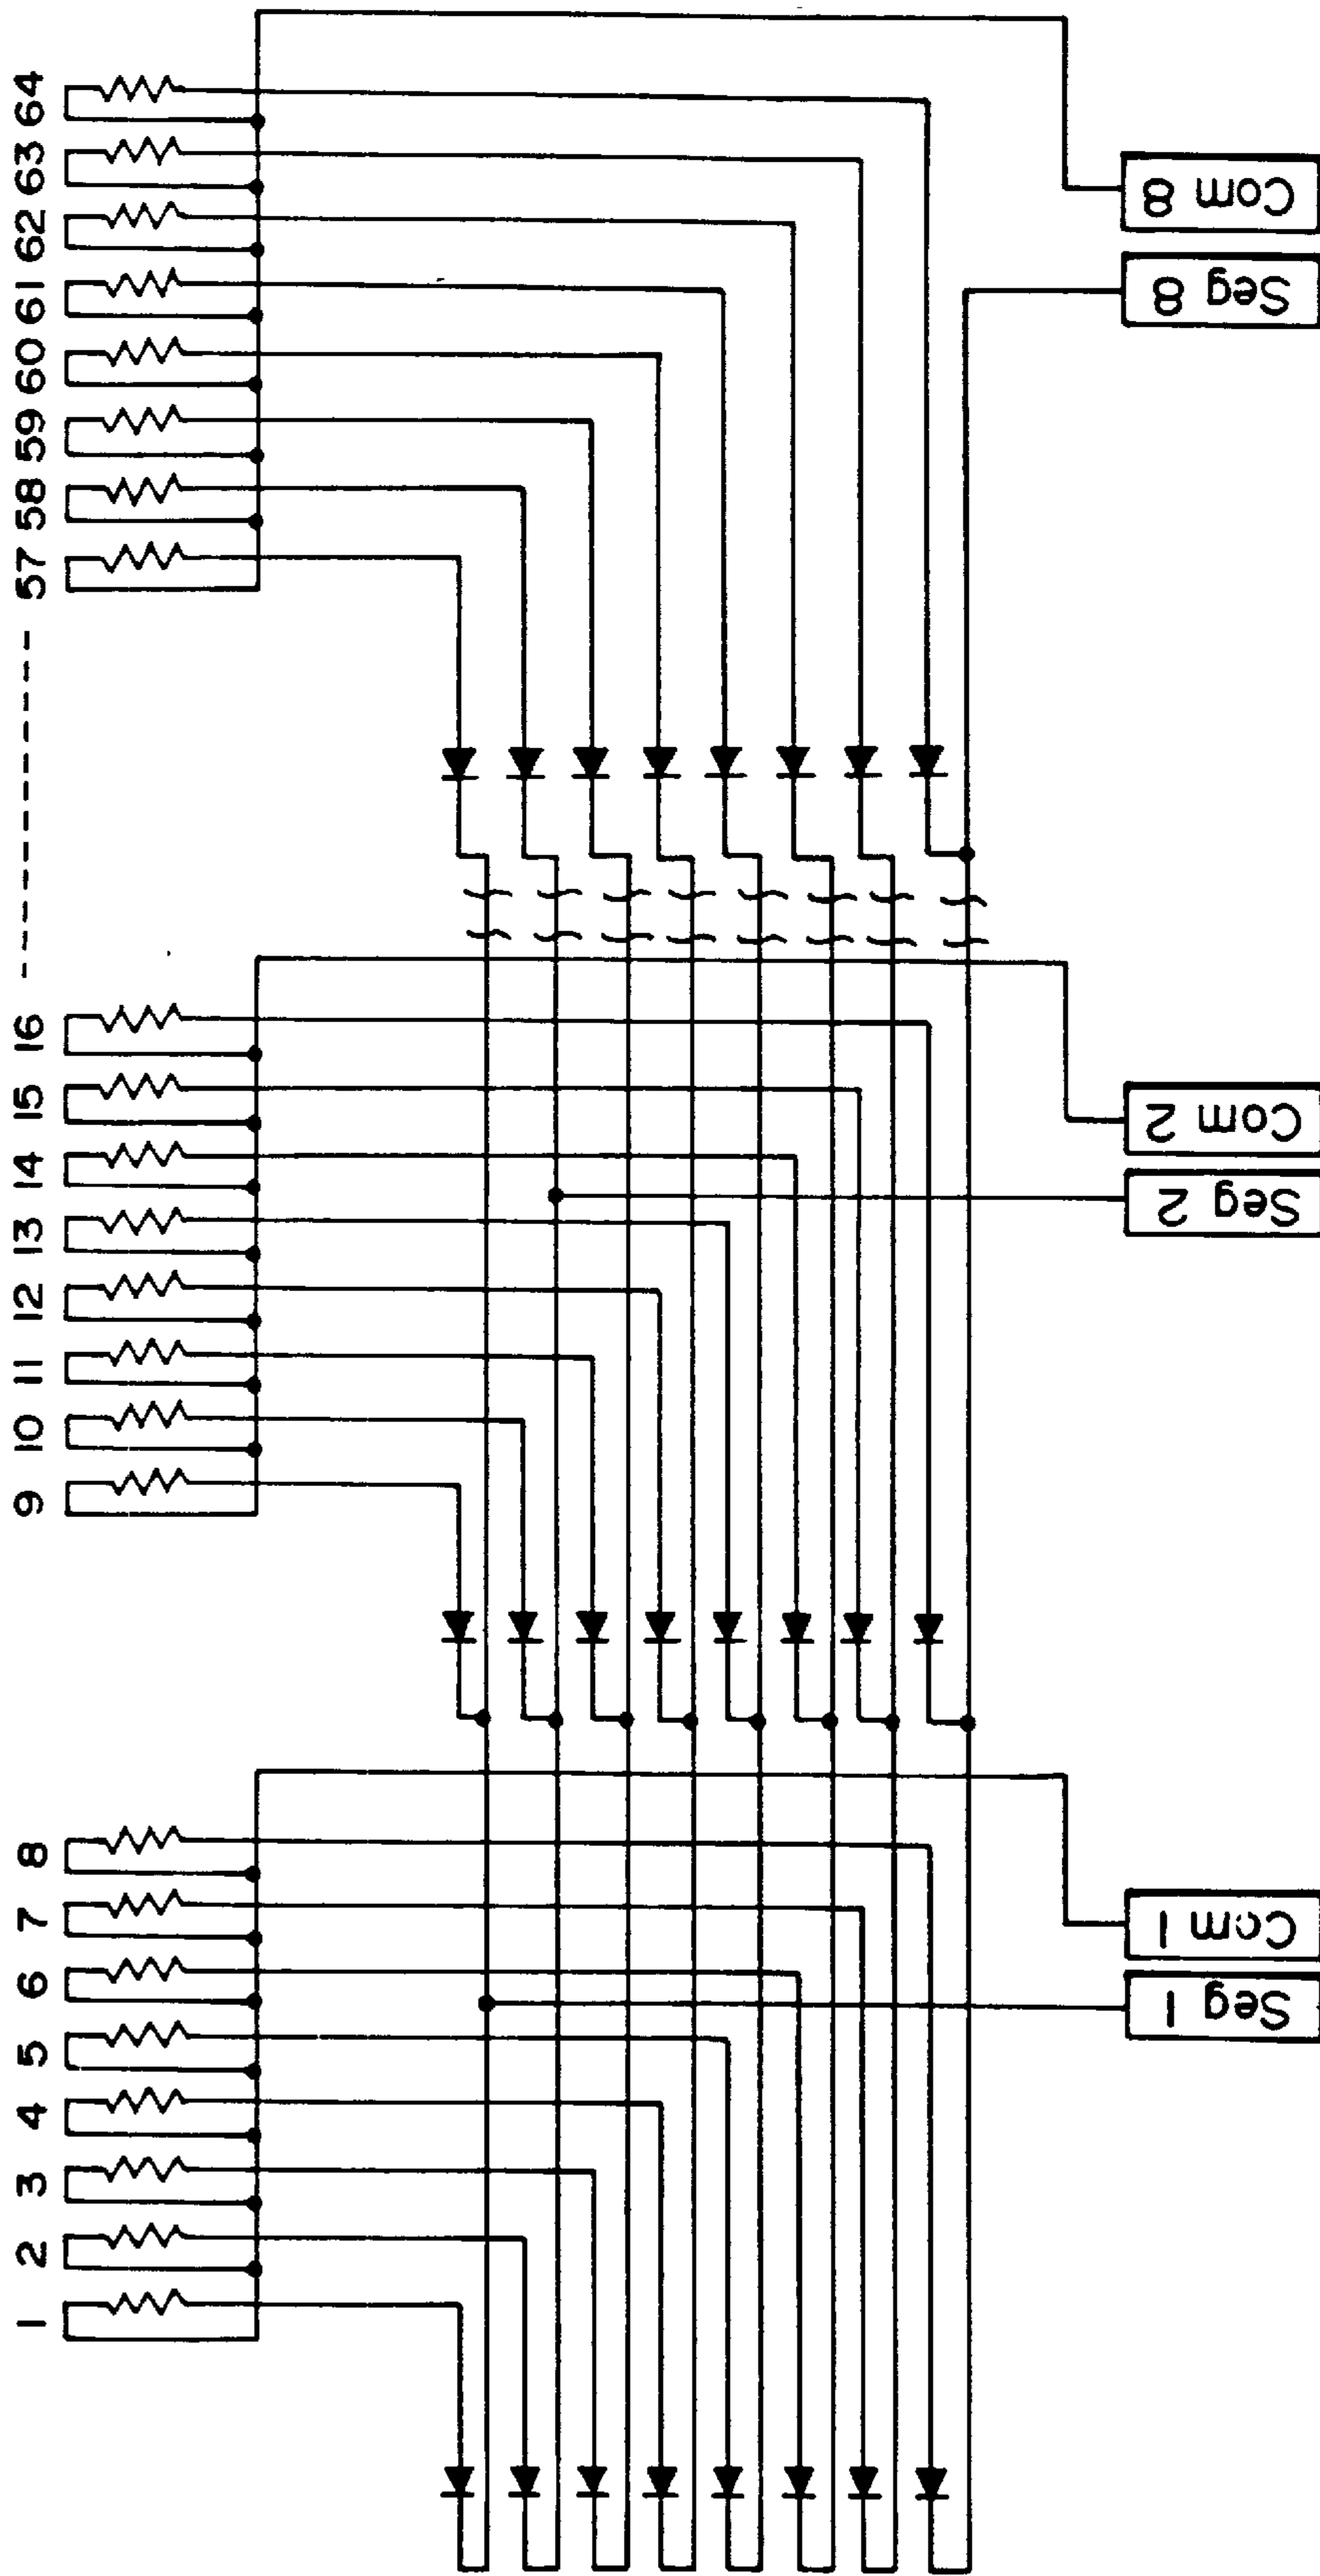 1 2 3 4 5 6 7 8 9 10 11 12 13 14 15 16 -------- 57 58 59 60 61 62 63 64
Seg 1
Com 1
Seg 2
Com 2
Seg 8
Com 8